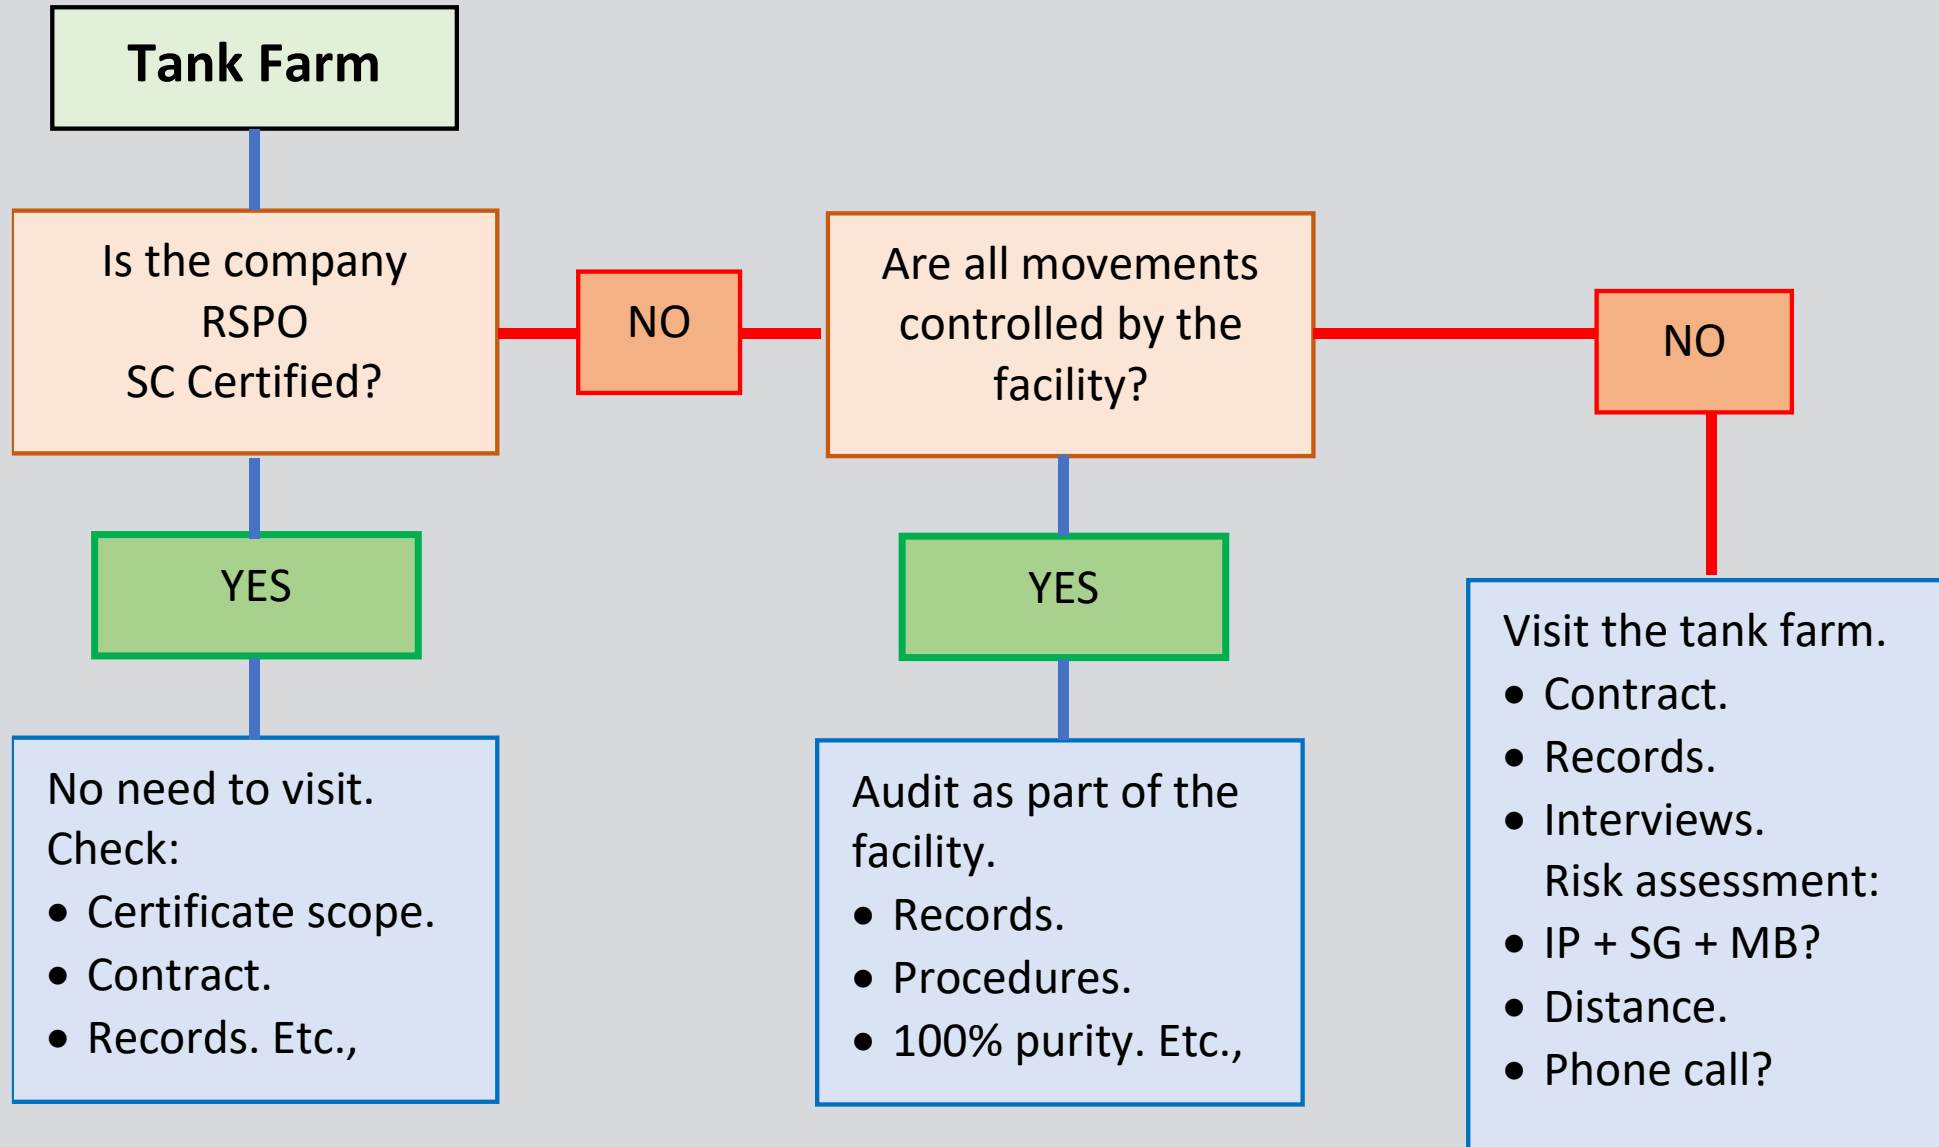 Tank Farm
Is the company
RSPO
SC Certified?
NO
Are all movements
controlled by the
facility?
NO
YES
YES
No need to visit.
Check:
• Certificate scope.
• Contract.
• Records. Etc.,
Audit as part of the
facility.
• Records.
• Procedures.
• 100% purity. Etc.,
Visit the tank farm.
• Contract.
• Records.
• Interviews.
Risk assessment:
• IP + SG + MB?
• Distance.
• Phone call?